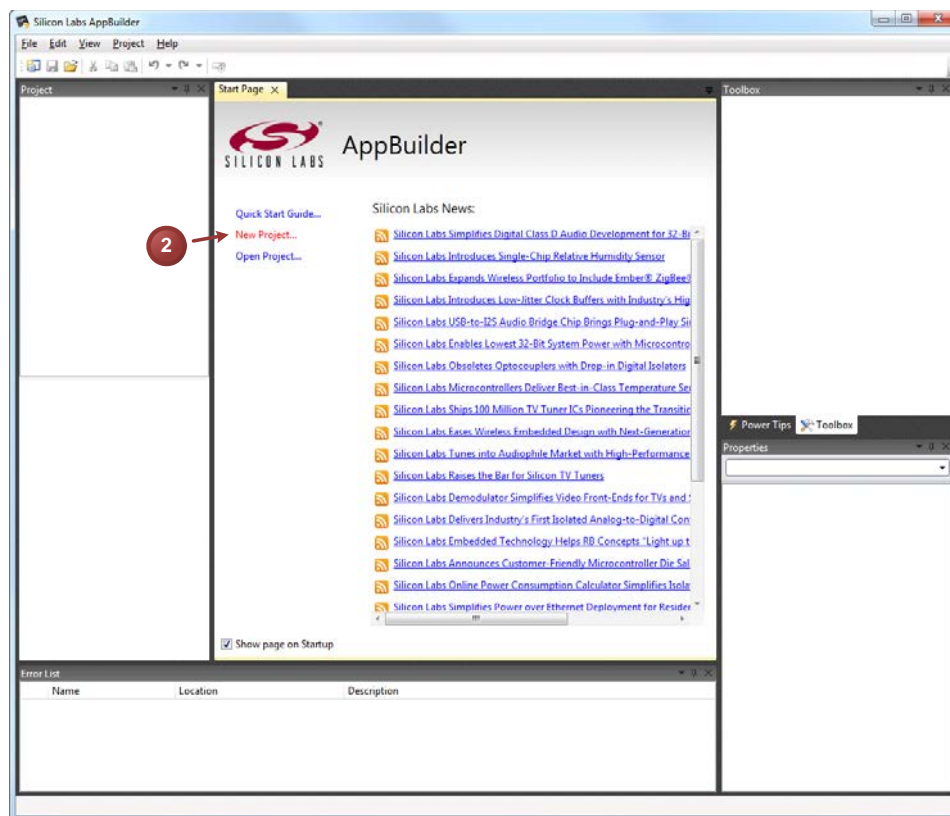 Silicon Labs AppBuilder
File Edit View Project Help
Project
Start Page
Toolbox
SILICON LABS
AppBuilder
Quick Start Guide...
New Project...
Open Project...
2
Silicon Labs News:
Silicon Labs Simplifies Digital Class D Audio Development for 32-Bi
Silicon Labs Introduces Single-Chip Relative Humidity Sensor
Silicon Labs Expands Wireless Portfolio to Include Ember® ZigBee®
Silicon Labs Introduces Low-Jitter Clock Buffers with Industry's Hig
Silicon Labs USB-to-I2S Audio Bridge Chip Brings Plug-and-Play Si
Silicon Labs Enables Lowest 32-Bit System Power with Microcontro
Silicon Labs Obsoletes Optocouplers with Drop-in Digital Isolators
Silicon Labs Microcontrollers Deliver Best-in-Class Temperature Se
Silicon Labs Ships 100 Million TV Tuner ICs Pioneering the Transitic
Silicon Labs Eases Wireless Embedded Design with Next-Generation
Silicon Labs Tunes into Audiophile Market with High-Performance
Silicon Labs Raises the Bar for Silicon TV Tuners
Silicon Labs Demodulator Simplifies Video Front-Ends for TVs and
Silicon Labs Delivers Industry's First Isolated Analog-to-Digital Con
Silicon Labs Embedded Technology Helps RB Concepts "Light up t
Silicon Labs Announces Customer-Friendly Microcontroller Die Sal
Silicon Labs Online Power Consumption Calculator Simplifies Isola
Silicon Labs Simplifies Power over Ethernet Deployment for Resider
Show page on Startup
Power Tips Toolbox
Properties
Error List
Name Location Description